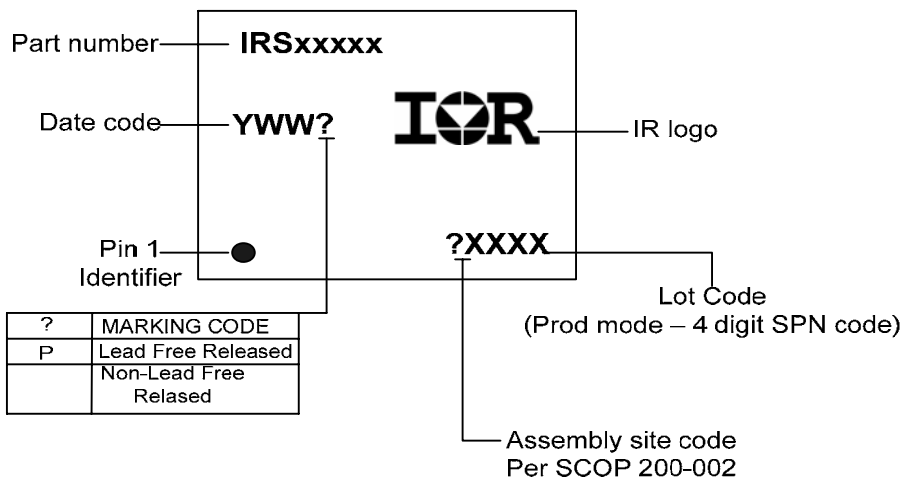 Part number
IRSxxxxx
Date code
YWW?
IOR
IR logo
Pin 1
Identifier
?XXXX
Lot Code
(Prod mode – 4 digit SPN code)
? MARKING CODE
P Lead Free Released
Non-Lead Free
Relased
Assembly site code
Per SCOP 200-002